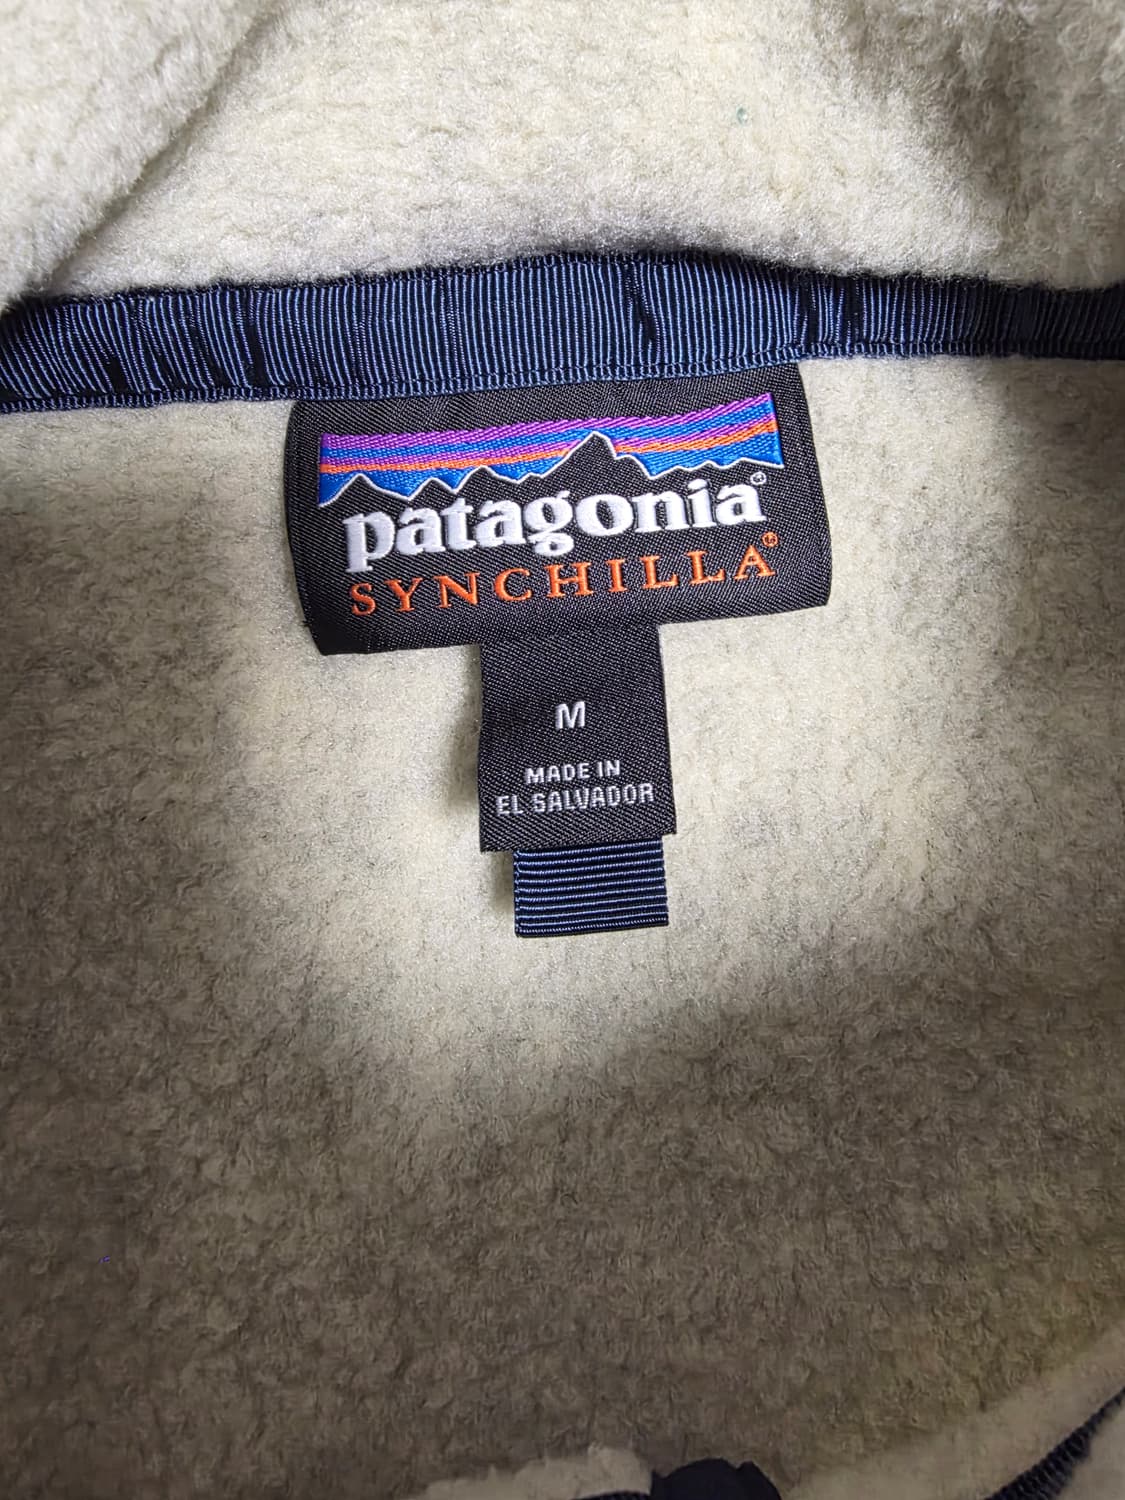 patagonia®
SYNCHILLA®
M
MADE IN
EL SALVADOR